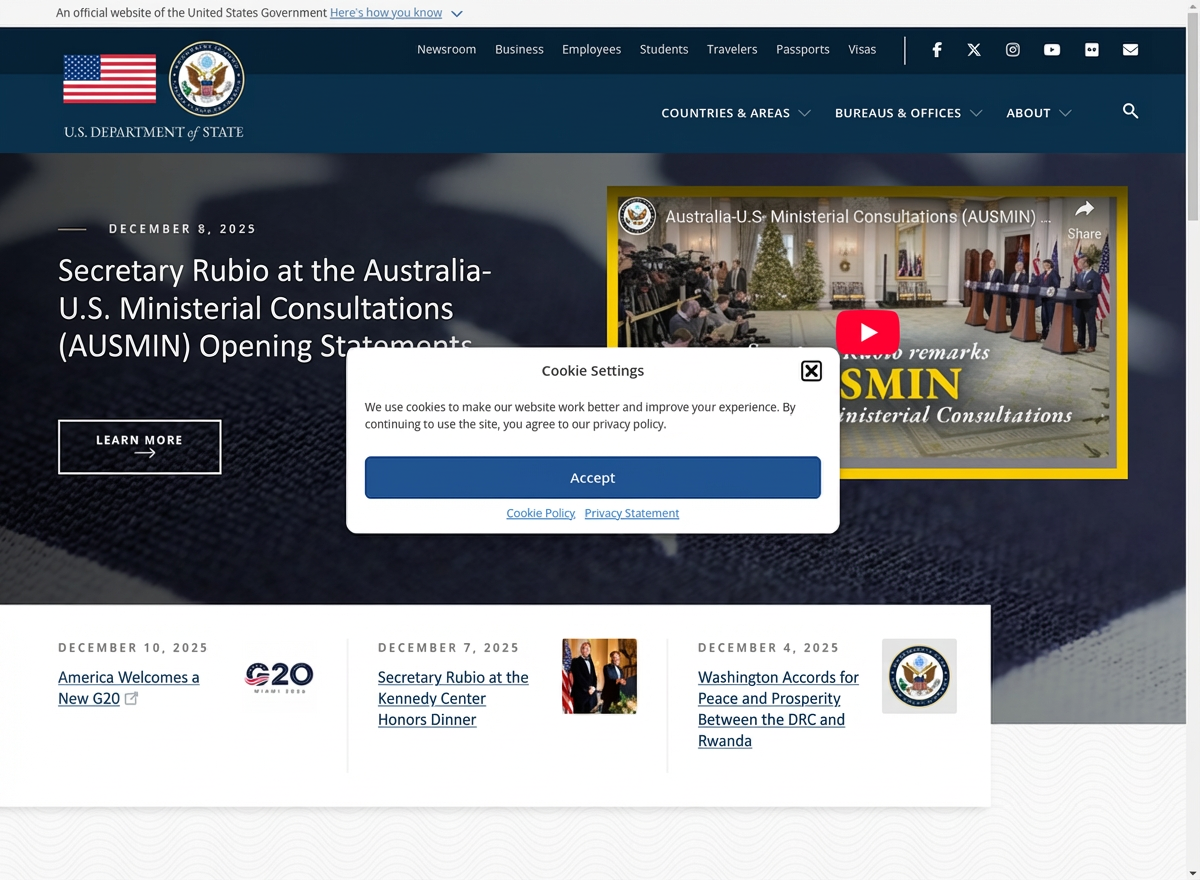 An official website of the United States Government Here's how you know
Newsroom Business Employees Students Travelers Passports Visas
U.S. DEPARTMENT of STATE
COUNTRIES & AREAS BUREAUS & OFFICES ABOUT
DECEMBER 8, 2025
Secretary Rubio at the Australia-
U.S. Ministerial Consultations
(AUSMIN) Opening Statements
LEARN MORE
Australia-U.S. Ministerial Consultations (AUSMIN) ...
Share
remarks
SMIN
inisterial Consultations
Cookie Settings
We use cookies to make our website work better and improve your experience. By
continuing to use the site, you agree to our privacy policy.
Accept
Cookie Policy Privacy Statement
DECEMBER 10, 2025
America Welcomes a
New G20
G20
MIAMI 2026
DECEMBER 7, 2025
Secretary Rubio at the
Kennedy Center
Honors Dinner
DECEMBER 4, 2025
Washington Accords for
Peace and Prosperity
Between the DRC and
Rwanda